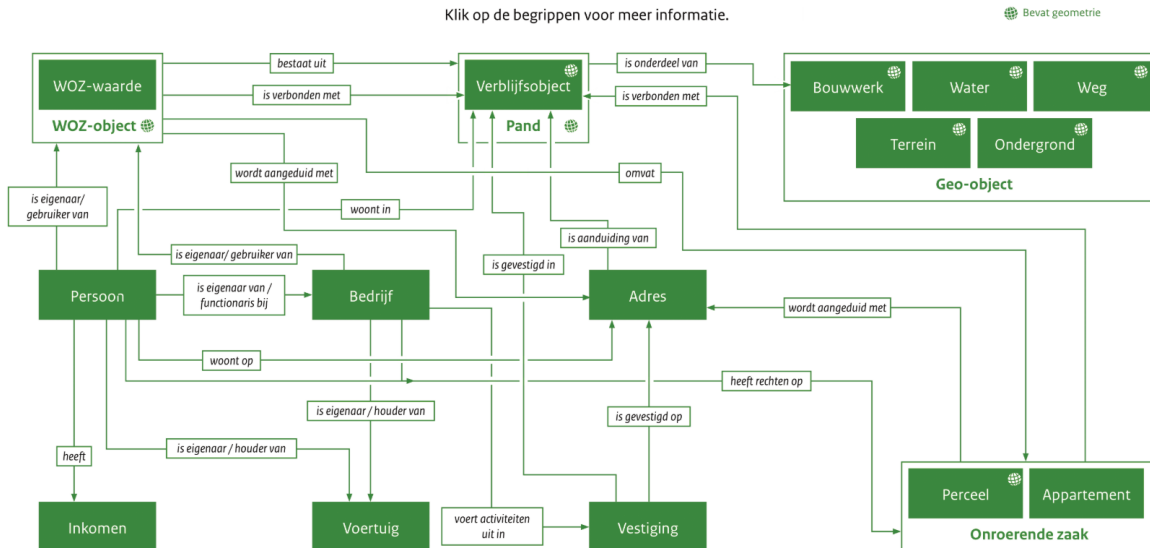 Klik op de begrippen voor meer informatie.
Bevat geometrie
WOZ-waarde
WOZ-object
bestaat uit
is verbonden met
Verblijfsobject
Pand
is onderdeel van
is verbonden met
Bouwwerk
Water
Weg
Terrein
Ondergrond
Geo-object
wordt aangeduid met
omvat
is eigenaar/
gebruiker van
woont in
is aanduiding van
is eigenaar/ gebruiker van
is gevestigd in
Persoon
is eigenaar van /
functionaris bij
Bedrijf
Adres
wordt aangeduid met
woont op
heeft rechten op
is eigenaar / houder van
is gevestigd op
is eigenaar / houder van
heeft
Perceel
Appartement
Onroerende zaak
Inkomen
Voertuig
voert activiteiten
uit in
Vestiging